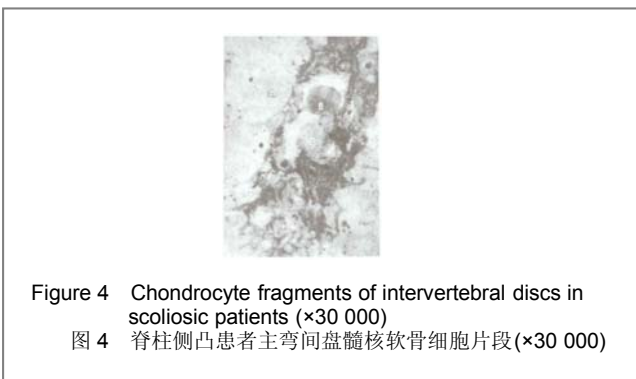 Figure 4 Chondrocyte fragments of intervertebral discs in
scoliosic patients (×30 000)
图 4 脊柱侧凸患者主弯间盘髓核软骨细胞片段(×30 000)